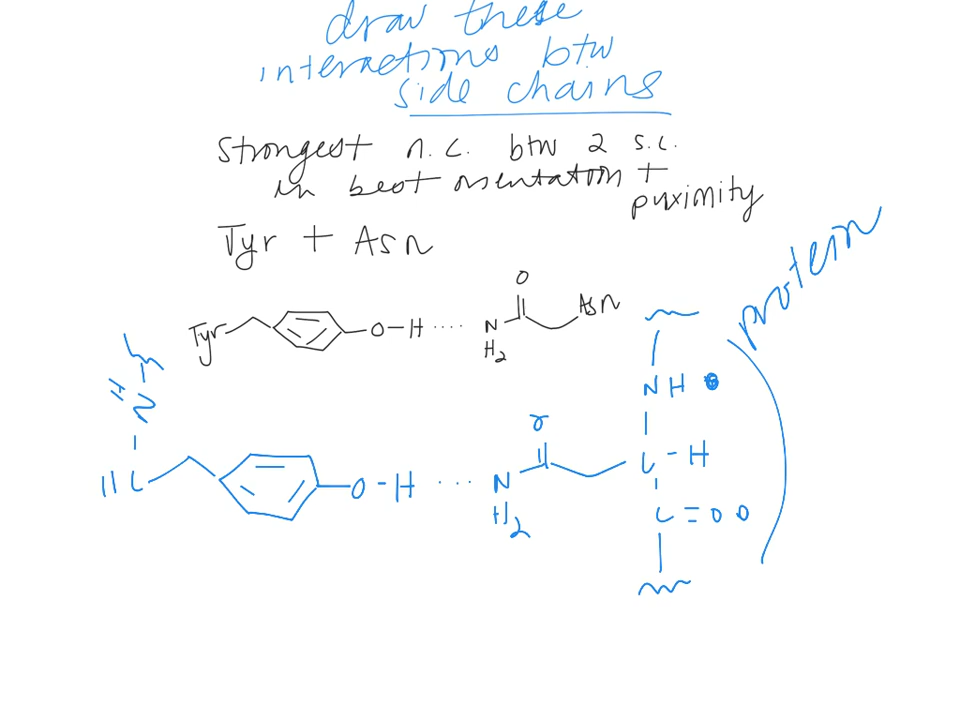 draw these
interactions btw
side chains
Strongest n.c. btw 2 s.c.
in best orientation +
proximity
Tyr + Asn
O
Tyr O-H .... N Asn
H2
protein
H N
N H
O
H C O-H ... N C-H
H2
C=O O